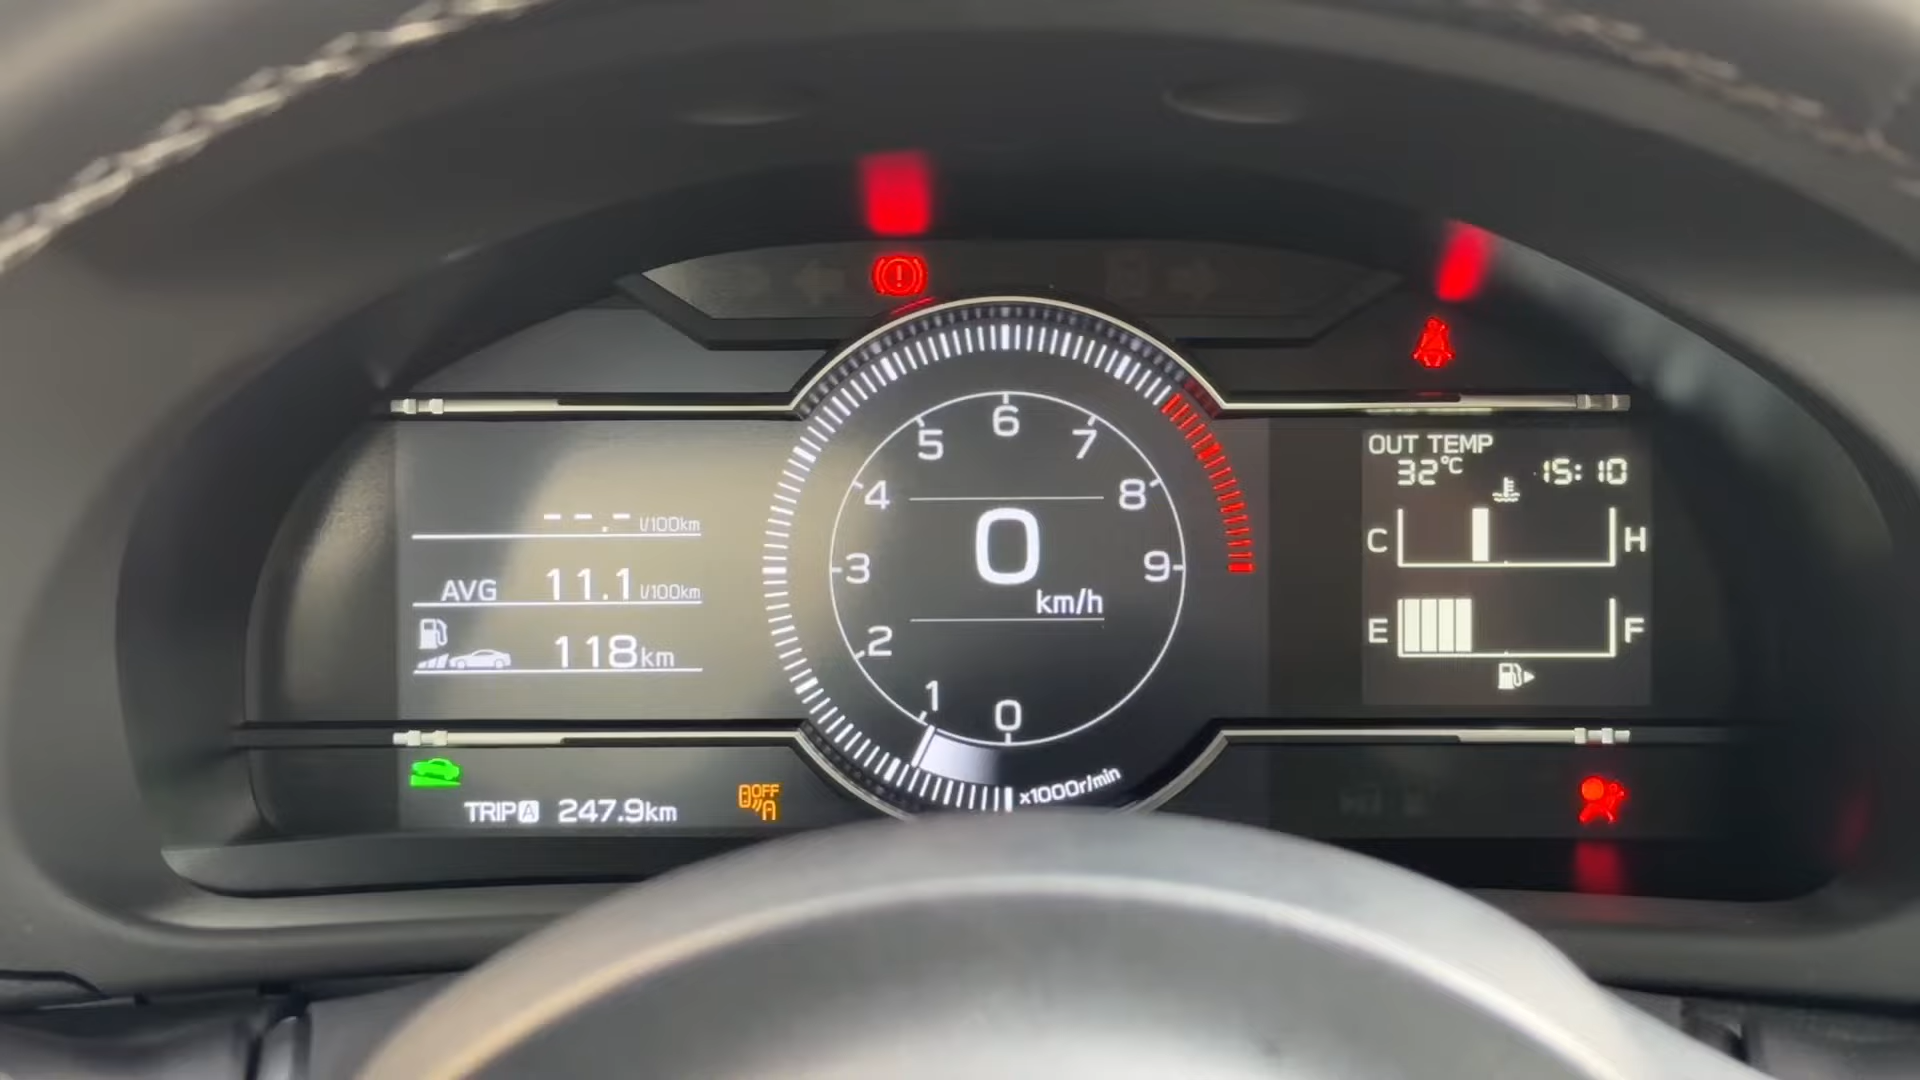 OUT TEMP
32°C 15:10
C H
E F
--.- l/100km
AVG 11.1 l/100km
118km
0
1
2
3
4
5
6
7
8
9
0
km/h
x1000r/min
TRIP A 247.9km
OFF